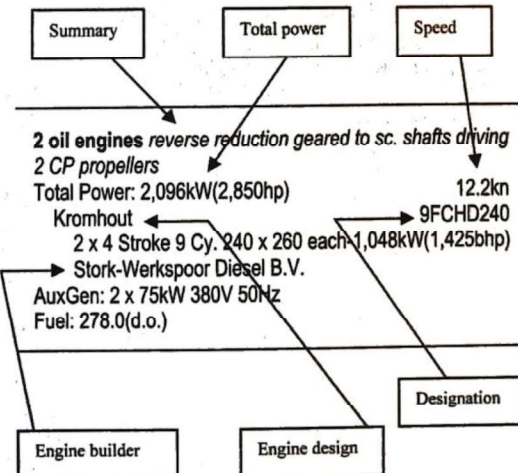 Summary
Total power
Speed
2 oil engines reverse reduction geared to sc. shafts driving
2 CP propellers
Total Power: 2,096kW(2,850hp) 12.2kn
Kromhout 9FCHD240
2 x 4 Stroke 9 Cy. 240 x 260 each-1,048kW(1,425bhp)
Stork-Werkspoor Diesel B.V.
AuxGen: 2 x 75kW 380V 50Hz
Fuel: 278.0(d.o.)
Designation
Engine builder
Engine design